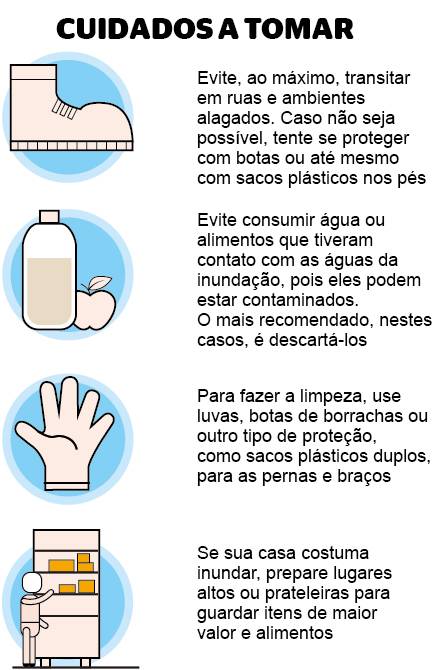 CUIDADOS A TOMAR
Evite, ao máximo, transitar
em ruas e ambientes
alagados. Caso não seja
possível, tente se proteger
com botas ou até mesmo
com sacos plásticos nos pés
Evite consumir água ou
alimentos que tiveram
contato com as águas da
inundação, pois eles podem
estar contaminados.
O mais recomendado, nestes
casos, é descartá-los
Para fazer a limpeza, use
luvas, botas de borrachas ou
outro tipo de proteção,
como sacos plásticos duplos,
para as pernas e braços
Se sua casa costuma
inundar, prepare lugares
altos ou prateleiras para
guardar itens de maior
valor e alimentos